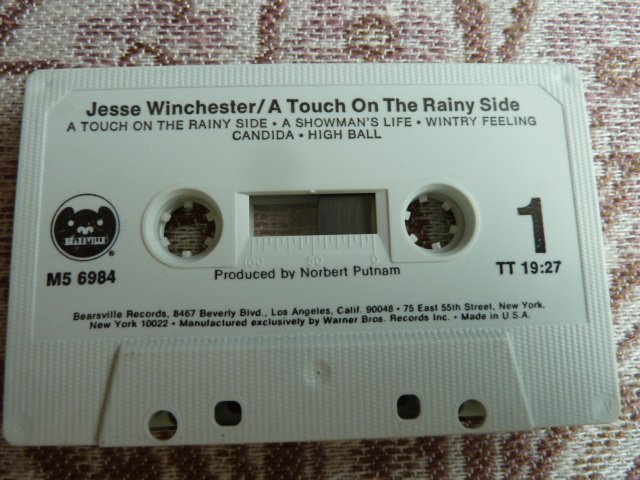 Jesse Winchester/A Touch On The Rainy Side
A TOUCH ON THE RAINY SIDE • A SHOWMAN'S LIFE • WINTRY FEELING
CANDIDA • HIGH BALL
BEARSVILLE ®
1
100 50 0
M5 6984
Produced by Norbert Putnam
TT 19:27
Bearsville Records, 8467 Beverly Blvd., Los Angeles, Calif. 90048 • 75 East 55th Street, New York,
New York 10022 • Manufactured exclusively by Warner Bros. Records Inc. • Made in U.S.A.